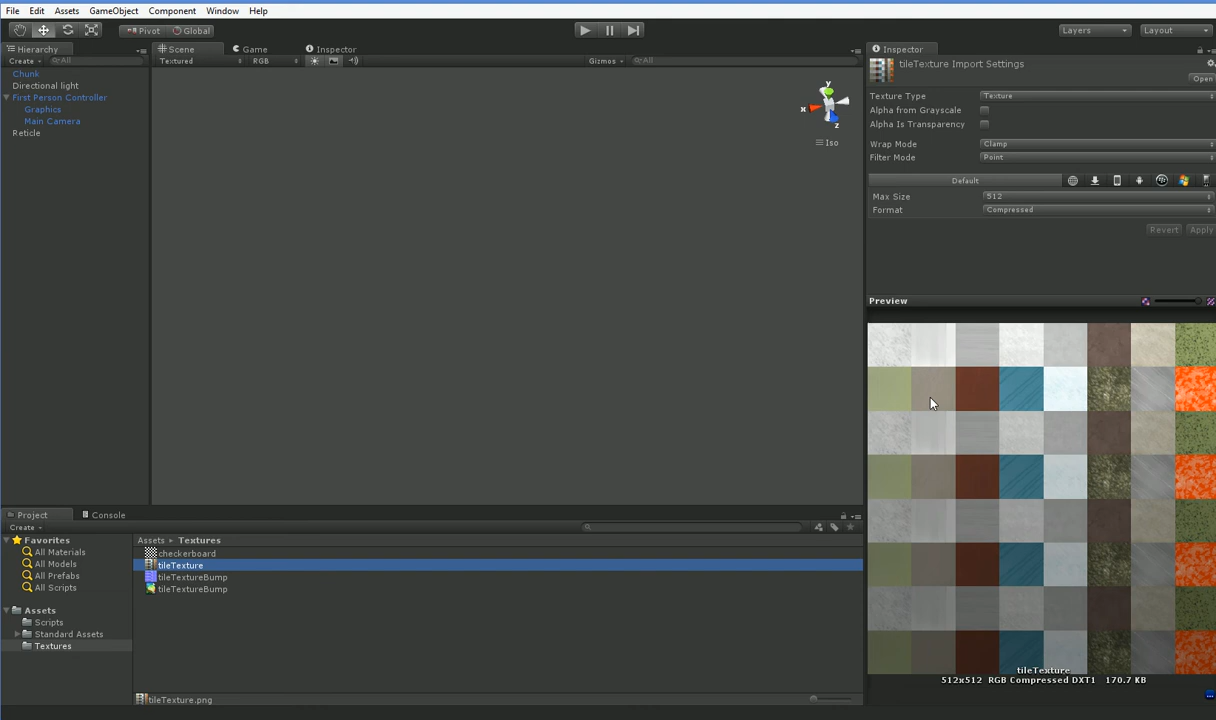 File Edit Assets GameObject Component Window Help
Pivot Global Layers Layout
Hierarchy Scene Game Inspector Inspector
Create All Textured RGB Gizmos All
tileTexture Import Settings
Open
Chunk
Directional light
First Person Controller
Graphics
Main Camera
Reticle
y
x
z
Iso
Texture Type Texture
Alpha from Grayscale
Alpha Is Transparency
Wrap Mode Clamp
Filter Mode Point
Default
Max Size 512
Format Compressed
Revert Apply
Preview
tileTexture
512x512 RGB Compressed DXT1 170.7 KB
Project Console
Create
Favorites
All Materials
All Models
All Prefabs
All Scripts
Assets
Scripts
Standard Assets
Textures
Assets Textures
checkerboard
tileTexture
tileTextureBump
tileTextureBump
tileTexture.png